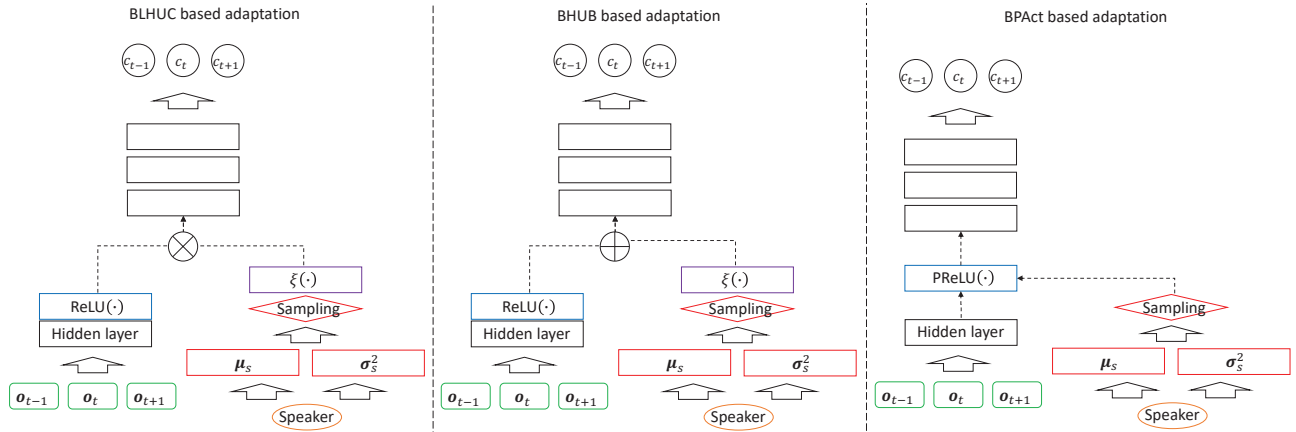 BLHUC based adaptation
c_{t-1} c_t c_{t+1}
ξ(·)
ReLU(·)
Sampling
Hidden layer
μ_s σ_s^2
o_{t-1} o_t o_{t+1}
Speaker
BHUB based adaptation
c_{t-1} c_t c_{t+1}
ξ(·)
ReLU(·)
Sampling
Hidden layer
μ_s σ_s^2
o_{t-1} o_t o_{t+1}
Speaker
BPAct based adaptation
c_{t-1} c_t c_{t+1}
PReLU(·)
Sampling
Hidden layer
μ_s σ_s^2
o_{t-1} o_t o_{t+1}
Speaker